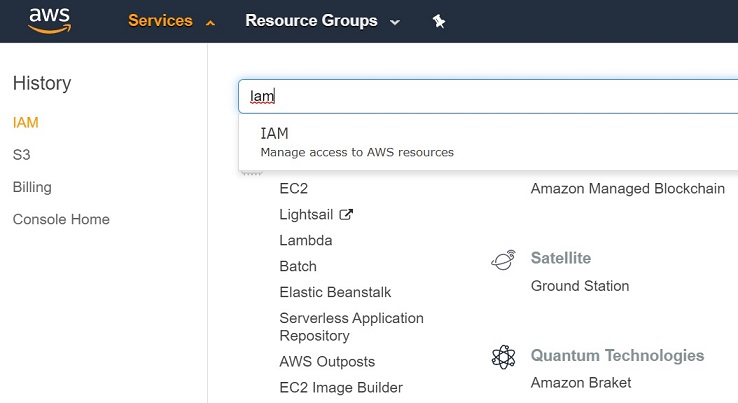 aws
Services
Resource Groups
History
IAM
S3
Billing
Console Home
Iam
IAM
Manage access to AWS resources
EC2
Lightsail
Lambda
Batch
Elastic Beanstalk
Serverless Application
Repository
AWS Outposts
EC2 Image Builder
Amazon Managed Blockchain
Satellite
Ground Station
Quantum Technologies
Amazon Braket